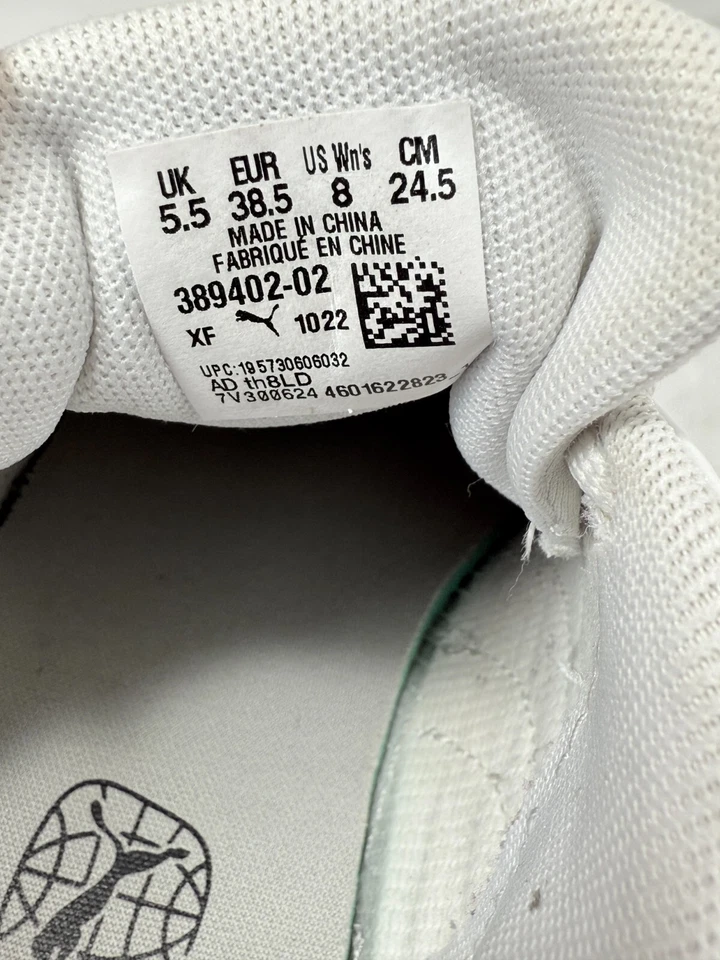 UK EUR US Wn's CM
5.5 38.5 8 24.5
MADE IN CHINA
FABRIQUÉ EN CHINE
389402-02
XF 1022
UPC:195730606032
AD th8LD
7V300624 4601622823